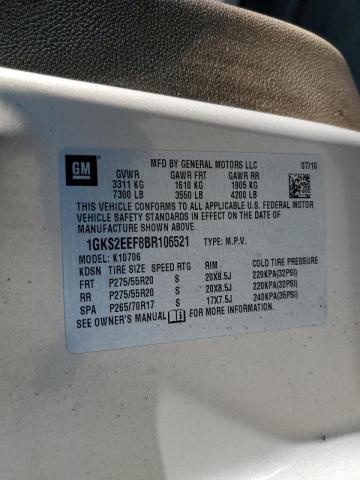 GM
MFD BY GENERAL MOTORS LLC 07/10
GVWR GAWR FRT GAWR RR
3311 KG 1610 KG 1905 KG
7300 LB 3550 LB 4200 LB
THIS VEHICLE CONFORMS TO ALL APPLICABLE U.S. FEDERAL MOTOR
VEHICLE SAFETY STANDARDS IN EFFECT ON THE DATE OF
MANUFACTURE SHOWN ABOVE.
1GKS2EEF8BR106521 TYPE: M.P.V.
MODEL: K10706
KDSN TIRE SIZE SPEED RTG RIM COLD TIRE PRESSURE
FRT P275/55R20 S 20X8.5J 220KPA(32PSI)
RR P275/55R20 S 20X8.5J 220KPA(32PSI)
SPA P265/70R17 S 17X7.5J 240KPA(35PSI)
SEE OWNER'S MANUAL FOR MORE INFORMATION.